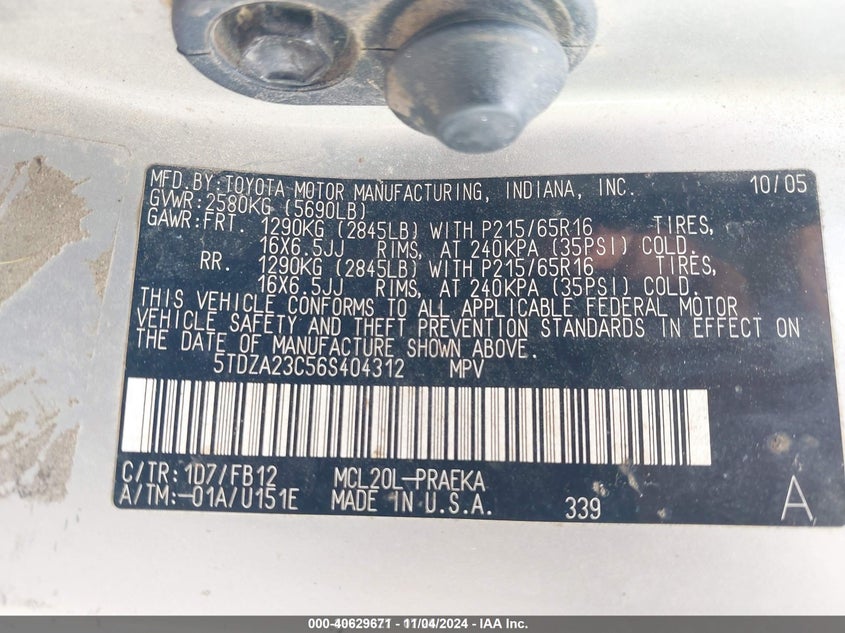 MFD.BY:TOYOTA MOTOR MANUFACTURING, INDIANA, INC. 10/05
GVWR:2580KG (5690LB)
GAWR:FRT. 1290KG (2845LB) WITH P215/65R16 TIRES,
16X6.5JJ RIMS, AT 240KPA (35PSI) COLD.
RR. 1290KG (2845LB) WITH P215/65R16 TIRES,
16X6.5JJ RIMS, AT 240KPA (35PSI) COLD.
THIS VEHICLE CONFORMS TO ALL APPLICABLE FEDERAL MOTOR
VEHICLE SAFETY AND THEFT PREVENTION STANDARDS IN EFFECT ON
THE DATE OF MANUFACTURE SHOWN ABOVE.
5TDZA23C56S404312 MPV
C/TR:1D7/FB12 MCL20L-PRAEKA
A/TM:-01A/U151E MADE IN U.S.A. 339 A
000-40629671 - 11/04/2024 - IAA Inc.